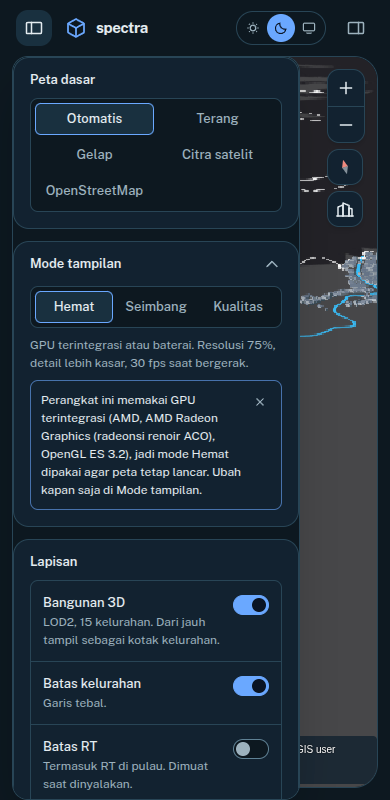 spectra
Peta dasar
Otomatis
Terang
Gelap
Citra satelit
OpenStreetMap
Mode tampilan
Hemat
Seimbang
Kualitas
GPU terintegrasi atau baterai. Resolusi 75%,
detail lebih kasar, 30 fps saat bergerak.
Perangkat ini memakai GPU
terintegrasi (AMD, AMD Radeon
Graphics (radeonsi renoir ACO),
OpenGL ES 3.2), jadi mode Hemat
dipakai agar peta tetap lancar. Ubah
kapan saja di Mode tampilan.
Lapisan
Bangunan 3D
LOD2, 15 kelurahan. Dari jauh
tampil sebagai kotak kelurahan.
Batas kelurahan
Garis tebal.
Batas RT
Termasuk RT di pulau. Dimuat
saat dinyalakan.
GIS user